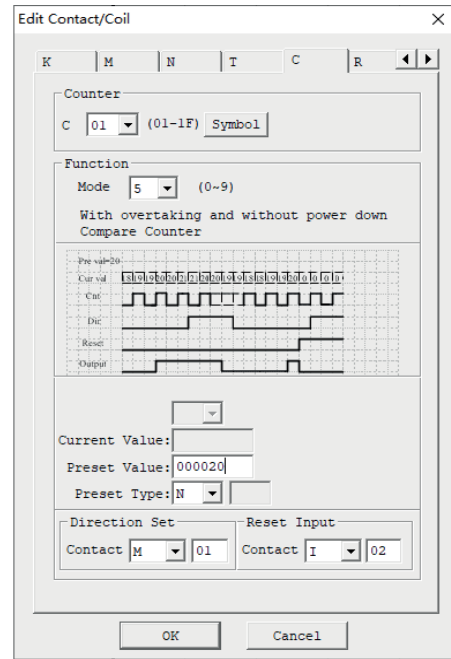 Edit Contact/Coil
K M N T C R
Counter
C 01 (01-1F) Symbol
Function
Mode 5 (0~9)
With overtaking and without power down
Compare Counter
Pre val=20
Cur val
Cnt
Dir
Reset
Output
Current Value:
Preset Value: 000020
Preset Type: N
Direction Set
Contact M 01
Reset Input
Contact I 02
OK Cancel